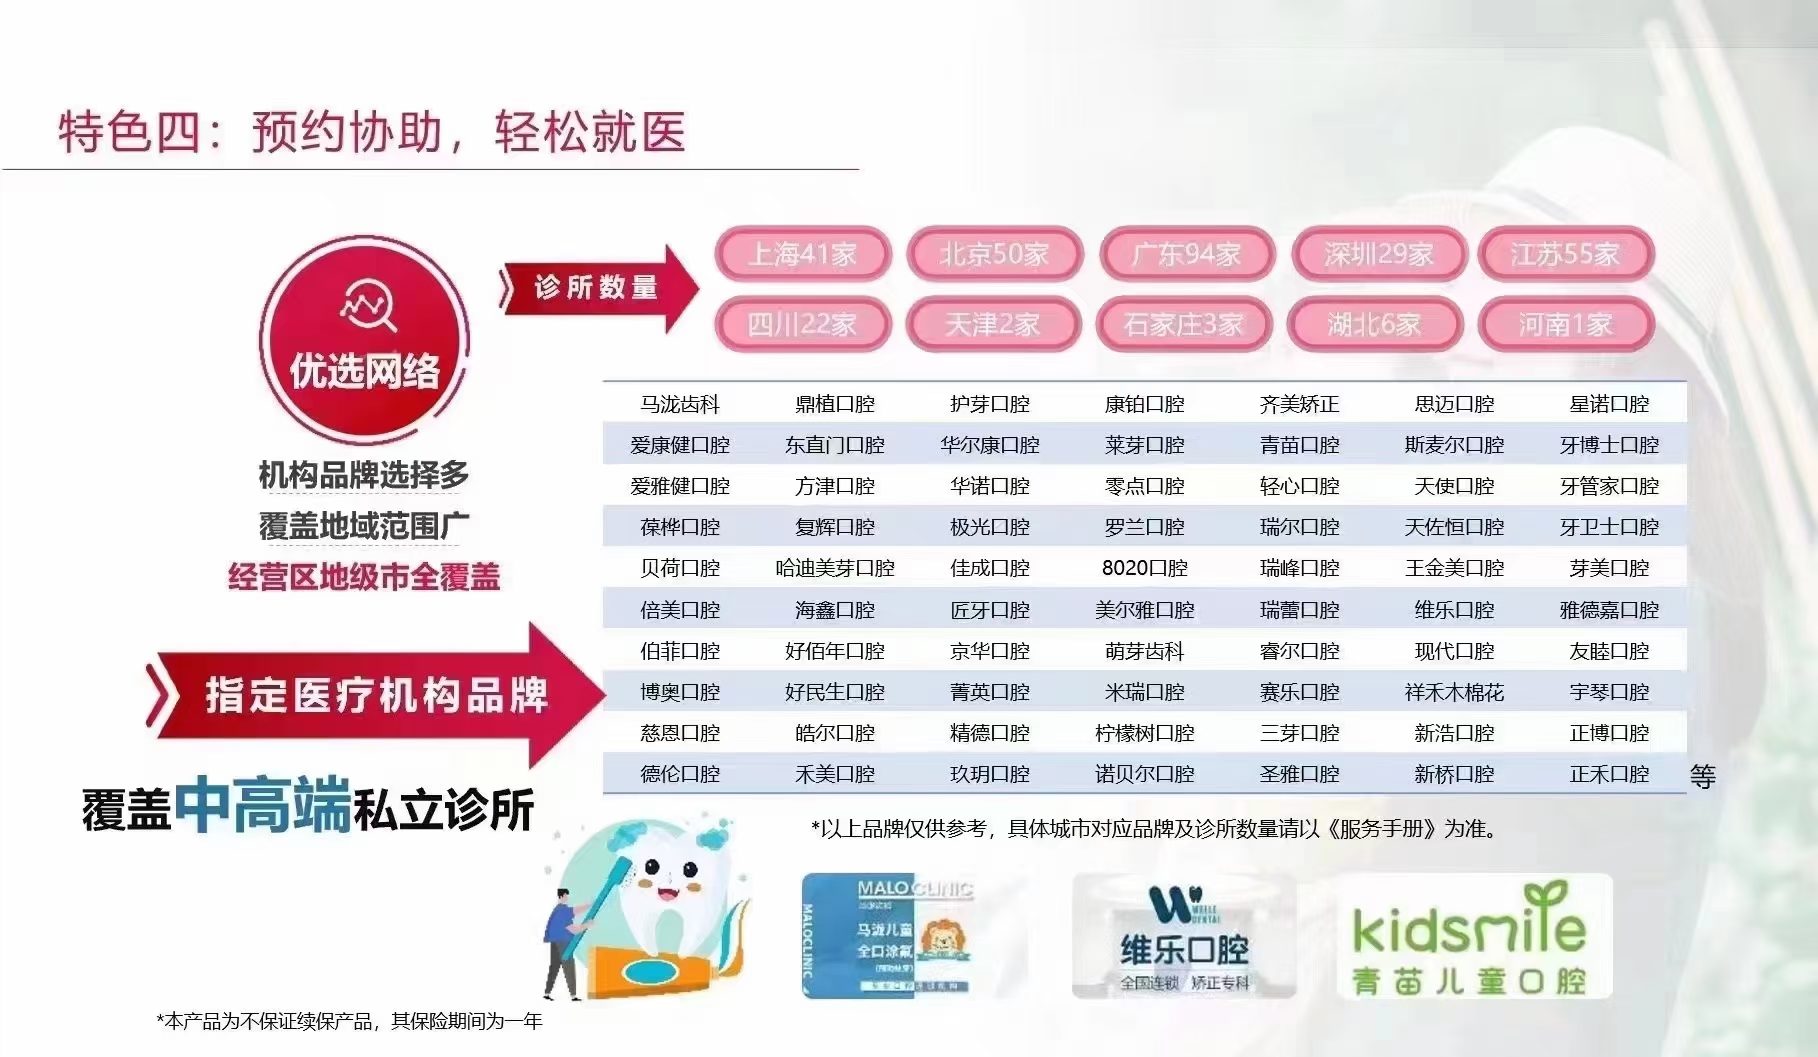 特色四：预约协助，轻松就医
优选网络
机构品牌选择多
覆盖地域范围广
经营区地级市全覆盖
诊所数量
上海41家 北京50家 广东94家 深圳29家 江苏55家
四川22家 天津2家 石家庄3家 湖北6家 河南1家
指定医疗机构品牌
覆盖中高端私立诊所
马泷齿科 鼎植口腔 护芽口腔 康铂口腔 齐美矫正 思迈口腔 星诺口腔
爱康健口腔 东直门口腔 华尔康口腔 莱芽口腔 青苗口腔 斯麦尔口腔 牙博士口腔
爱雅健口腔 方津口腔 华诺口腔 零点口腔 轻心口腔 天使口腔 牙管家口腔
葆桦口腔 复辉口腔 极光口腔 罗兰口腔 瑞尔口腔 天佐恒口腔 牙卫士口腔
贝荷口腔 哈迪美芽口腔 佳成口腔 8020口腔 瑞峰口腔 王金美口腔 芽美口腔
倍美口腔 海鑫口腔 匠牙口腔 美尔雅口腔 瑞蕾口腔 维乐口腔 雅德嘉口腔
伯菲口腔 好佰年口腔 京华口腔 萌芽齿科 睿尔口腔 现代口腔 友睦口腔
博奥口腔 好民生口腔 菁英口腔 米瑞口腔 赛乐口腔 祥禾木棉花 宇琴口腔
慈恩口腔 皓尔口腔 精德口腔 柠檬树口腔 三芽口腔 新浩口腔 正博口腔
德伦口腔 禾美口腔 玖玥口腔 诺贝尔口腔 圣雅口腔 新桥口腔 正禾口腔 等
*以上品牌仅供参考，具体城市对应品牌及诊所数量请以《服务手册》为准。
MALO CLINIC
MALOCLINIC
马泷儿童
全口涂氟
WELLE
DENTAL
维乐口腔
全国连锁/矫正专科
kidsmile
青苗儿童口腔
*本产品为不保证续保产品，其保险期间为一年